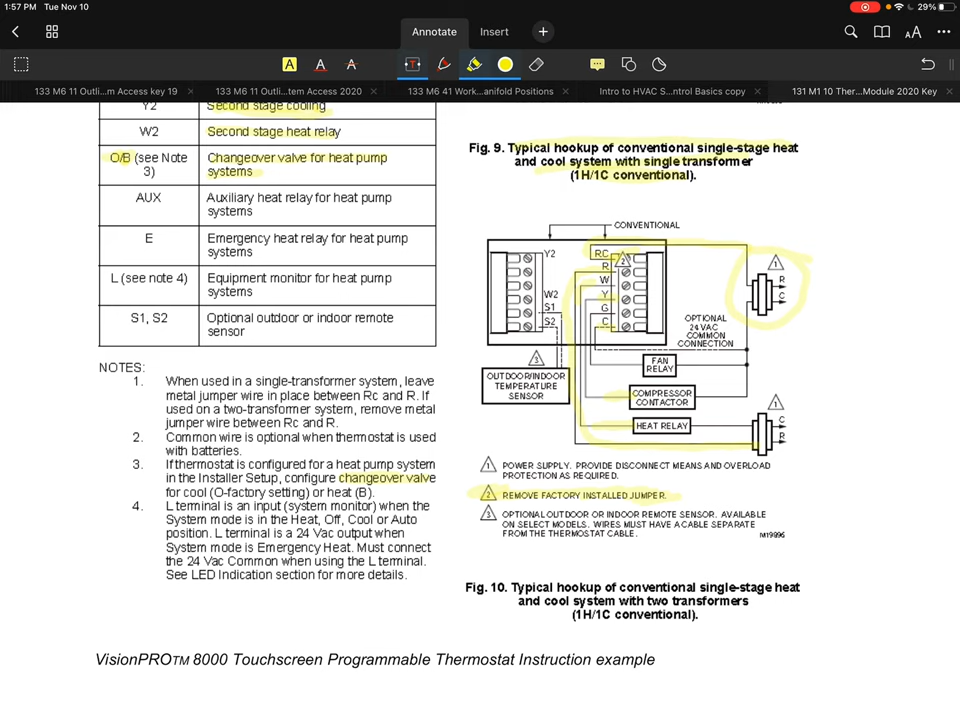 1:57 PM Tue Nov 10
29%
Annotate
Insert
133 M6 11 Outli...m Access key 19
133 M6 11 Outli...tem Access 2020
133 M6 41 Work...anifold Positions
Intro to HVAC S...ntrol Basics copy
131 M1 10 Ther...Module 2020 Key
Y2
Second stage cooling
W2
Second stage heat relay
O/B (see Note
3)
Changeover valve for heat pump
systems
AUX
Auxiliary heat relay for heat pump
systems
E
Emergency heat relay for heat pump
systems
L (see note 4)
Equipment monitor for heat pump
systems
S1, S2
Optional outdoor or indoor remote
sensor
NOTES:
1. When used in a single-transformer system, leave
metal jumper wire in place between Rc and R. If
used on a two-transformer system, remove metal
jumper wire between Rc and R.
2. Common wire is optional when thermostat is used
with batteries.
3. If thermostat is configured for a heat pump system
in the Installer Setup, configure changeover valve
for cool (O-factory setting) or heat (B).
4. L terminal is an input (system monitor) when the
System mode is in the Heat, Off, Cool or Auto
position. L terminal is a 24 Vac output when
System mode is Emergency Heat. Must connect
the 24 Vac Common when using the L terminal.
See LED Indication section for more details.
Fig. 9. Typical hookup of conventional single-stage heat
and cool system with single transformer
(1H/1C conventional).
CONVENTIONAL
Y2
W2
S1
S2
RC
R
W
Y
G
C
2
1
R
C
OPTIONAL
24 VAC
COMMON
CONNECTION
3
OUTDOOR/INDOOR
TEMPERATURE
SENSOR
FAN
RELAY
COMPRESSOR
CONTACTOR
HEAT RELAY
1
C
R
1 POWER SUPPLY. PROVIDE DISCONNECT MEANS AND OVERLOAD
PROTECTION AS REQUIRED.
2 REMOVE FACTORY INSTALLED JUMPER.
3 OPTIONAL OUTDOOR OR INDOOR REMOTE SENSOR. AVAILABLE
ON SELECT MODELS. WIRES MUST HAVE A CABLE SEPARATE
FROM THE THERMOSTAT CABLE.
M19896
Fig. 10. Typical hookup of conventional single-stage heat
and cool system with two transformers
(1H/1C conventional).
VisionPROTM 8000 Touchscreen Programmable Thermostat Instruction example